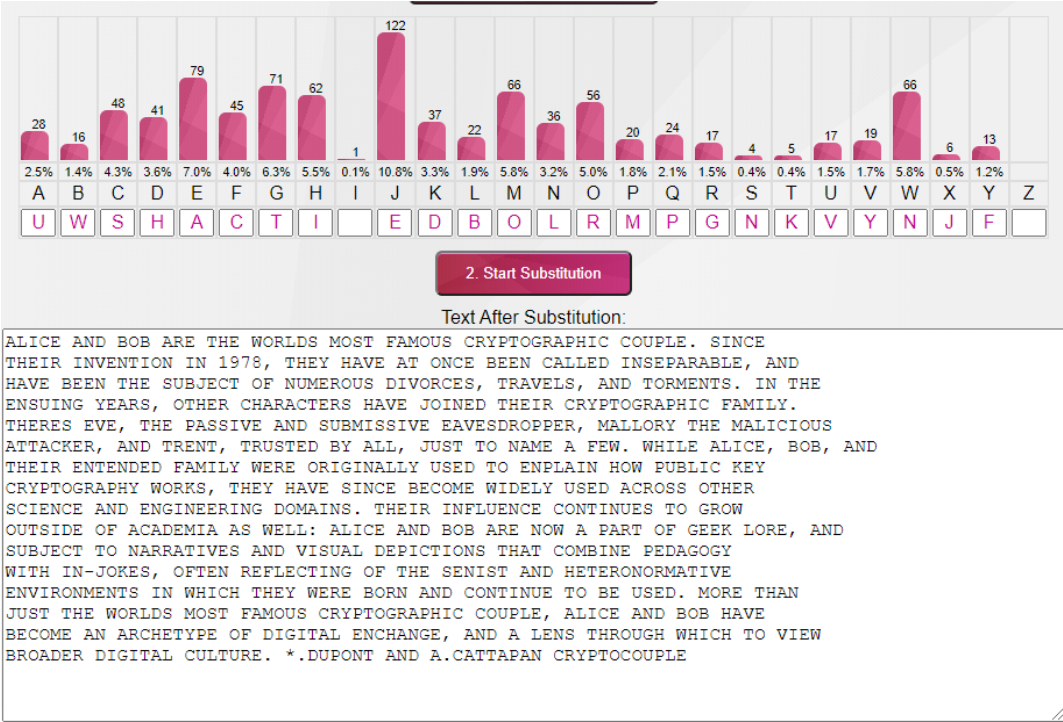 122
79
71
66
66
62
56
48
45
41
37
36
28
24
22
20
19
17
17
16
13
6
5
4
1
2.5% 1.4% 4.3% 3.6% 7.0% 4.0% 6.3% 5.5% 0.1% 10.8% 3.3% 1.9% 5.8% 3.2% 5.0% 1.8% 2.1% 1.5% 0.4% 0.4% 1.5% 1.7% 5.8% 0.5% 1.2%
A B C D E F G H I J K L M N O P Q R S T U V W X Y Z
U W S H A C T I E D B O L R M P G N K V Y N J F
2. Start Substitution
Text After Substitution:
ALICE AND BOB ARE THE WORLDS MOST FAMOUS CRYPTOGRAPHIC COUPLE. SINCE
THEIR INVENTION IN 1978, THEY HAVE AT ONCE BEEN CALLED INSEPARABLE, AND
HAVE BEEN THE SUBJECT OF NUMEROUS DIVORCES, TRAVELS, AND TORMENTS. IN THE
ENSUING YEARS, OTHER CHARACTERS HAVE JOINED THEIR CRYPTOGRAPHIC FAMILY.
THERES EVE, THE PASSIVE AND SUBMISSIVE EAVESDROPPER, MALLORY THE MALICIOUS
ATTACKER, AND TRENT, TRUSTED BY ALL, JUST TO NAME A FEW. WHILE ALICE, BOB, AND
THEIR ENTENDED FAMILY WERE ORIGINALLY USED TO ENPLAIN HOW PUBLIC KEY
CRYPTOGRAPHY WORKS, THEY HAVE SINCE BECOME WIDELY USED ACROSS OTHER
SCIENCE AND ENGINEERING DOMAINS. THEIR INFLUENCE CONTINUES TO GROW
OUTSIDE OF ACADEMIA AS WELL: ALICE AND BOB ARE NOW A PART OF GEEK LORE, AND
SUBJECT TO NARRATIVES AND VISUAL DEPICTIONS THAT COMBINE PEDAGOGY
WITH IN-JOKES, OFTEN REFLECTING OF THE SENIST AND HETERONORMATIVE
ENVIRONMENTS IN WHICH THEY WERE BORN AND CONTINUE TO BE USED. MORE THAN
JUST THE WORLDS MOST FAMOUS CRYPTOGRAPHIC COUPLE, ALICE AND BOB HAVE
BECOME AN ARCHETYPE OF DIGITAL ENCHANGE, AND A LENS THROUGH WHICH TO VIEW
BROADER DIGITAL CULTURE. *.DUPONT AND A.CATTAPAN CRYPTOCOUPLE